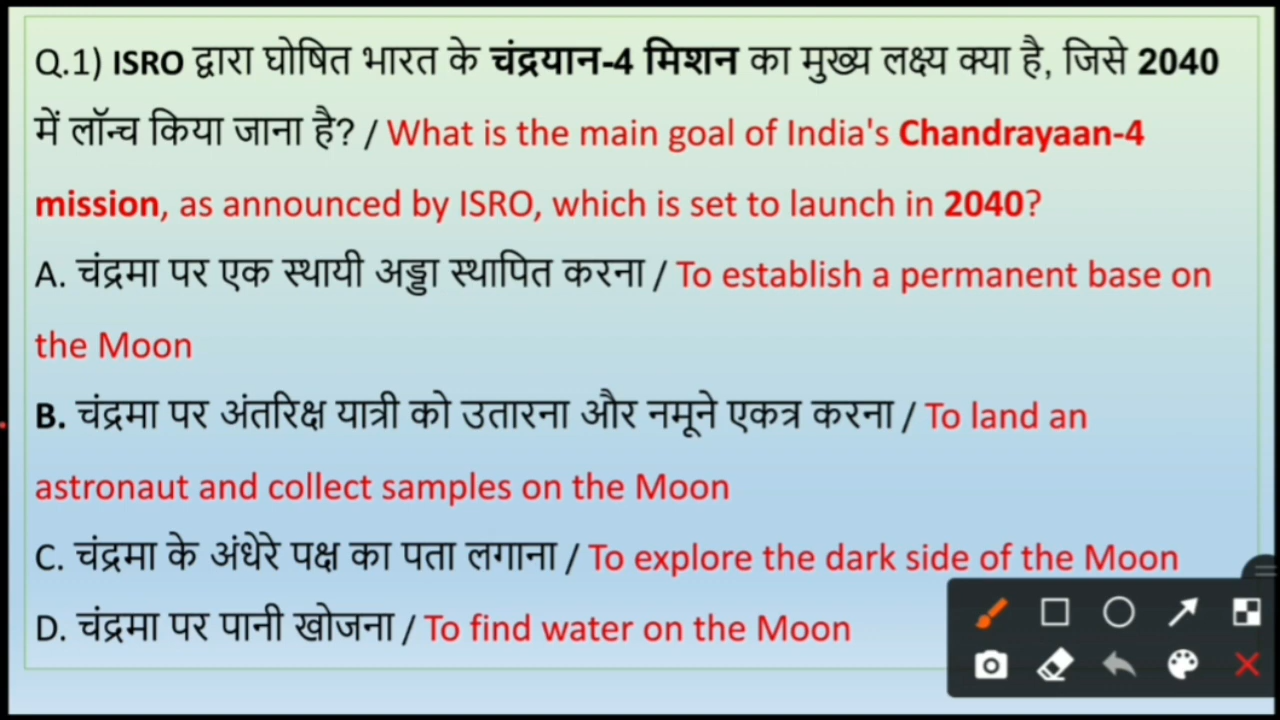 Q.1) ISRO द्वारा घोषित भारत के चंद्रयान-4 मिशन का मुख्य लक्ष्य क्या है, जिसे 2040
में लॉन्च किया जाना है? / What is the main goal of India's Chandrayaan-4
mission, as announced by ISRO, which is set to launch in 2040?
A. चंद्रमा पर एक स्थायी अड्डा स्थापित करना / To establish a permanent base on
the Moon
B. चंद्रमा पर अंतरिक्ष यात्री को उतारना और नमूने एकत्र करना / To land an
astronaut and collect samples on the Moon
C. चंद्रमा के अंधेरे पक्ष का पता लगाना / To explore the dark side of the Moon
D. चंद्रमा पर पानी खोजना / To find water on the Moon